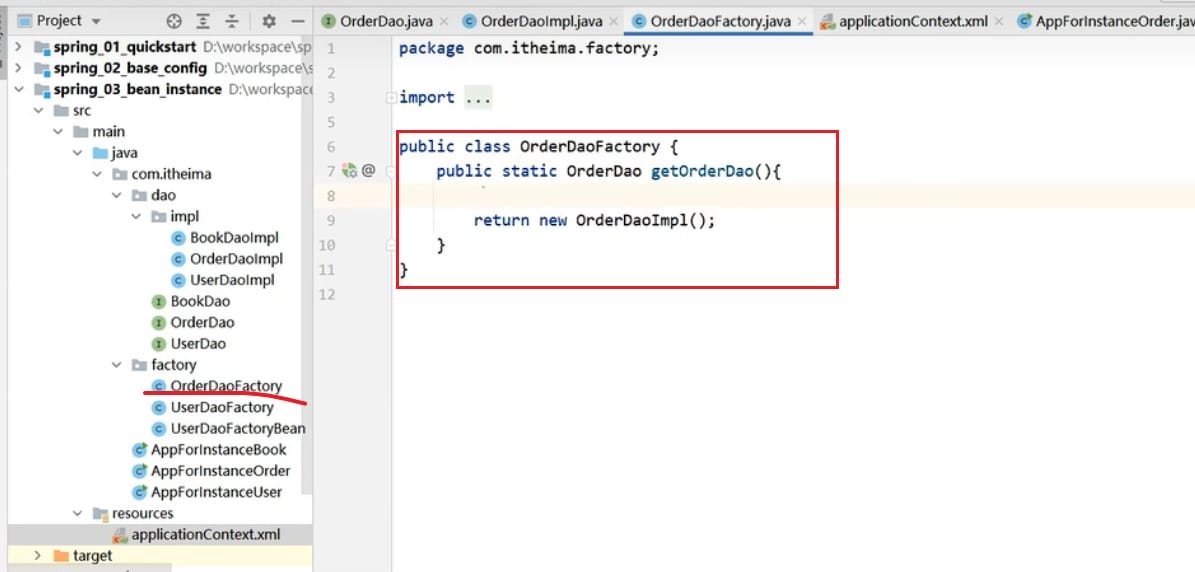 Project
OrderDao.java
OrderDaoImpl.java
OrderDaoFactory.java
applicationContext.xml
AppForInstanceOrder.jav
spring_01_quickstart D:\workspace\sp
spring_02_base_config D:\workspace\s
spring_03_bean_instance D:\workspace
src
main
java
com.itheima
dao
impl
BookDaoImpl
OrderDaoImpl
UserDaoImpl
BookDao
OrderDao
UserDao
factory
OrderDaoFactory
UserDaoFactory
UserDaoFactoryBean
AppForInstanceBook
AppForInstanceOrder
AppForInstanceUser
resources
applicationContext.xml
target
1 package com.itheima.factory;
2
3 import ...
5
6 public class OrderDaoFactory {
7 @ public static OrderDao getOrderDao(){
8
9 return new OrderDaoImpl();
10 }
11 }
12